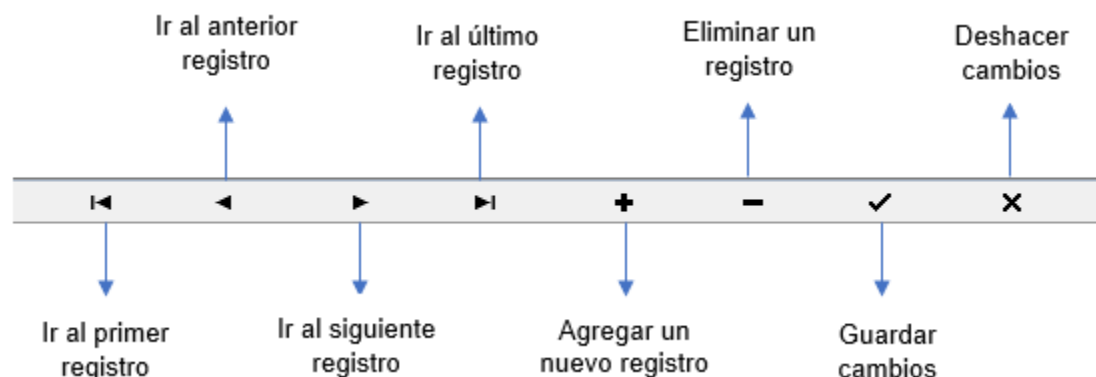 Ir al anterior
registro
Ir al último
registro
Eliminar un
registro
Deshacer
cambios
Ir al primer
registro
Ir al siguiente
registro
Agregar un
nuevo registro
Guardar
cambios